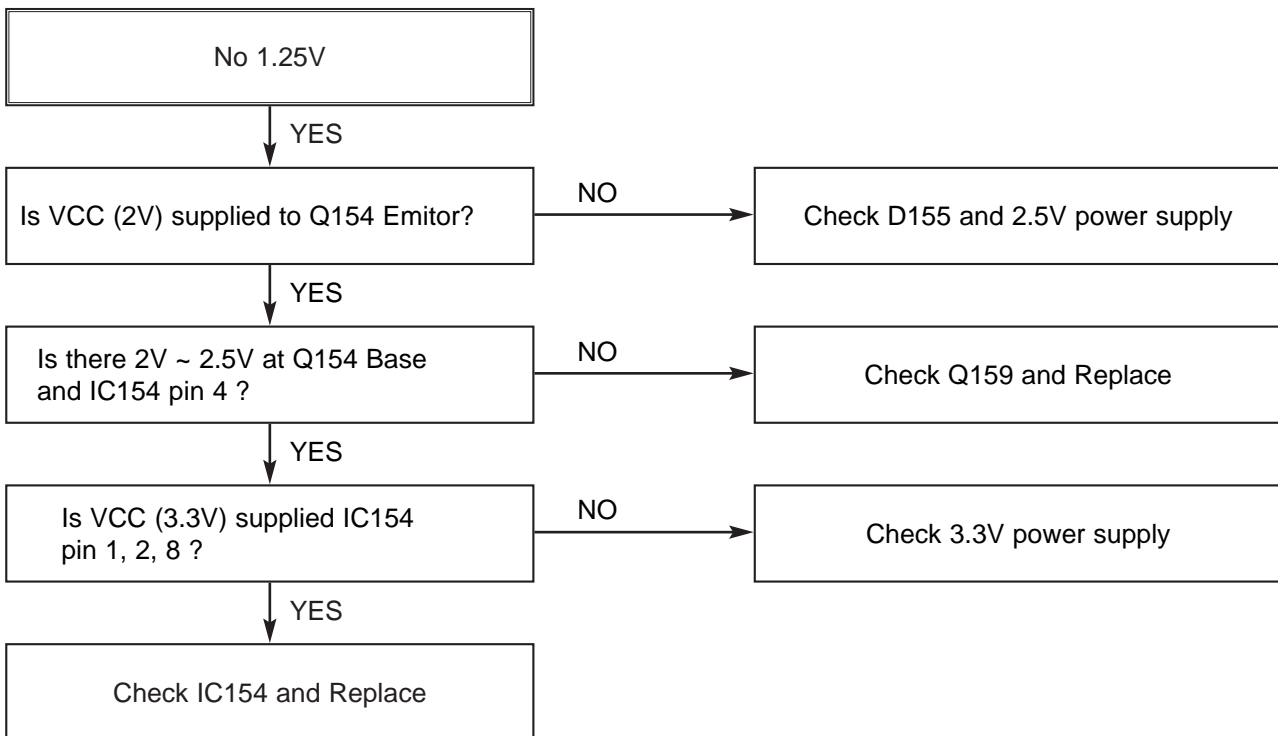 No 1.25V
YES
Is VCC (2V) supplied to Q154 Emitor?
NO
Check D155 and 2.5V power supply
YES
Is there 2V ~ 2.5V at Q154 Base
and IC154 pin 4 ?
NO
Check Q159 and Replace
YES
Is VCC (3.3V) supplied IC154
pin 1, 2, 8 ?
NO
Check 3.3V power supply
YES
Check IC154 and Replace